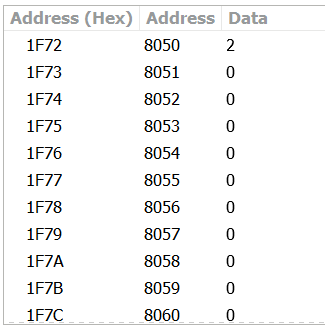 Address (Hex) Address Data
1F72 8050 2
1F73 8051 0
1F74 8052 0
1F75 8053 0
1F76 8054 0
1F77 8055 0
1F78 8056 0
1F79 8057 0
1F7A 8058 0
1F7B 8059 0
1F7C 8060 0